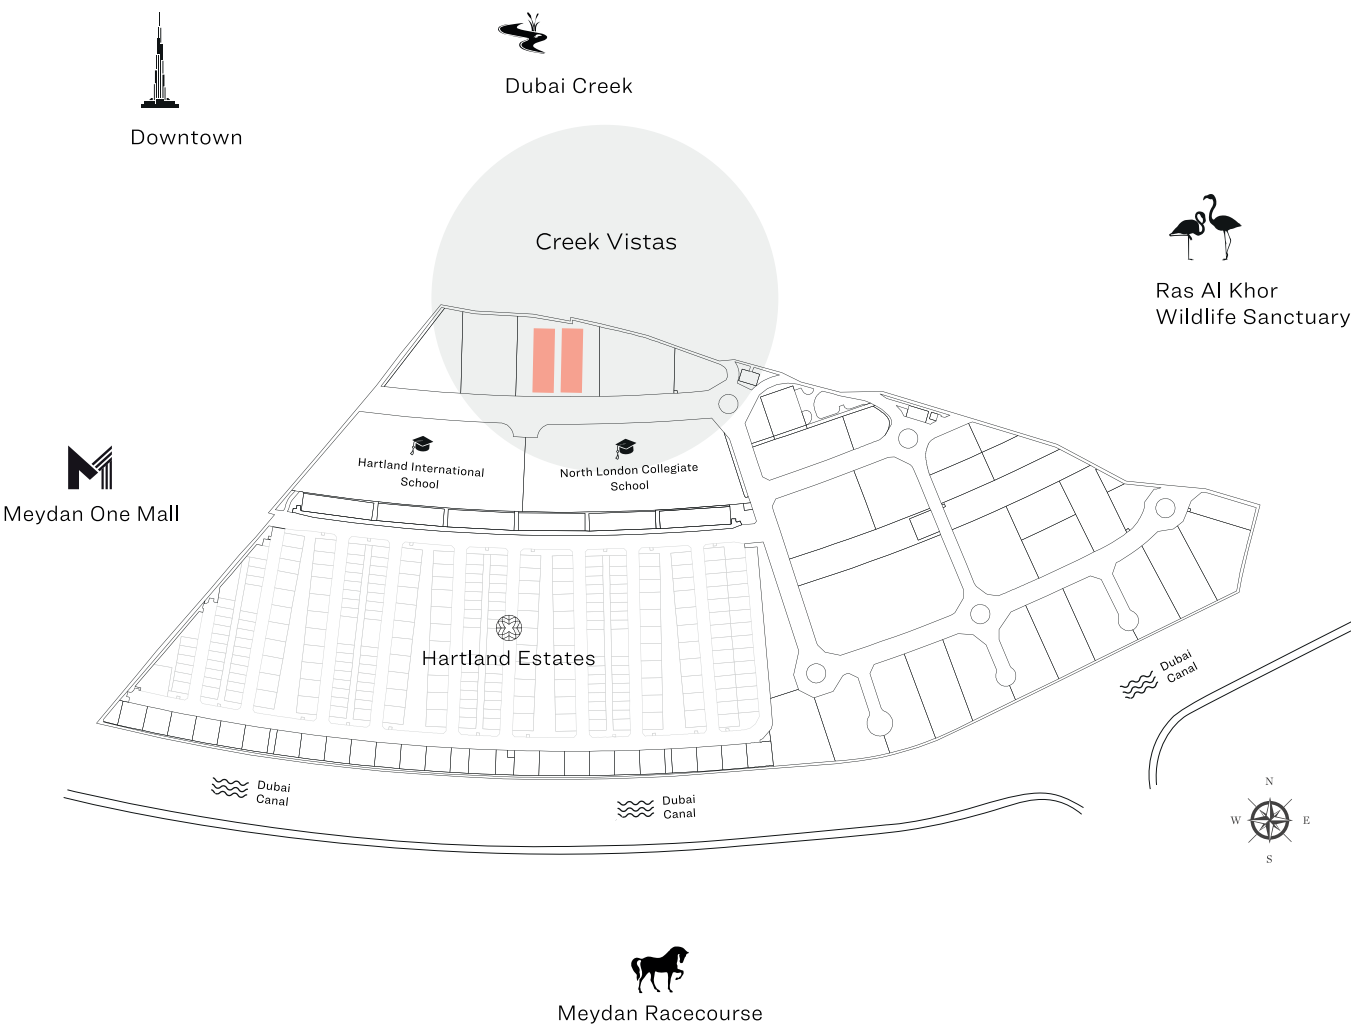 Dubai Creek
Downtown
Creek Vistas
Ras Al Khor
Wildlife Sanctuary
Hartland International
School
North London Collegiate
School
Meydan One Mall
Hartland Estates
Dubai
Canal
Dubai
Canal
Dubai
Canal
N
W
E
S
Meydan Racecourse